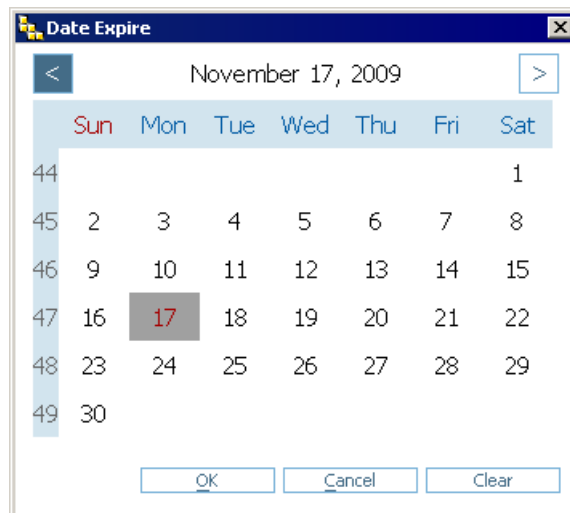 Date Expire
< November 17, 2009 >
Sun Mon Tue Wed Thu Fri Sat
44 1
45 2 3 4 5 6 7 8
46 9 10 11 12 13 14 15
47 16 17 18 19 20 21 22
48 23 24 25 26 27 28 29
49 30
OK Cancel Clear